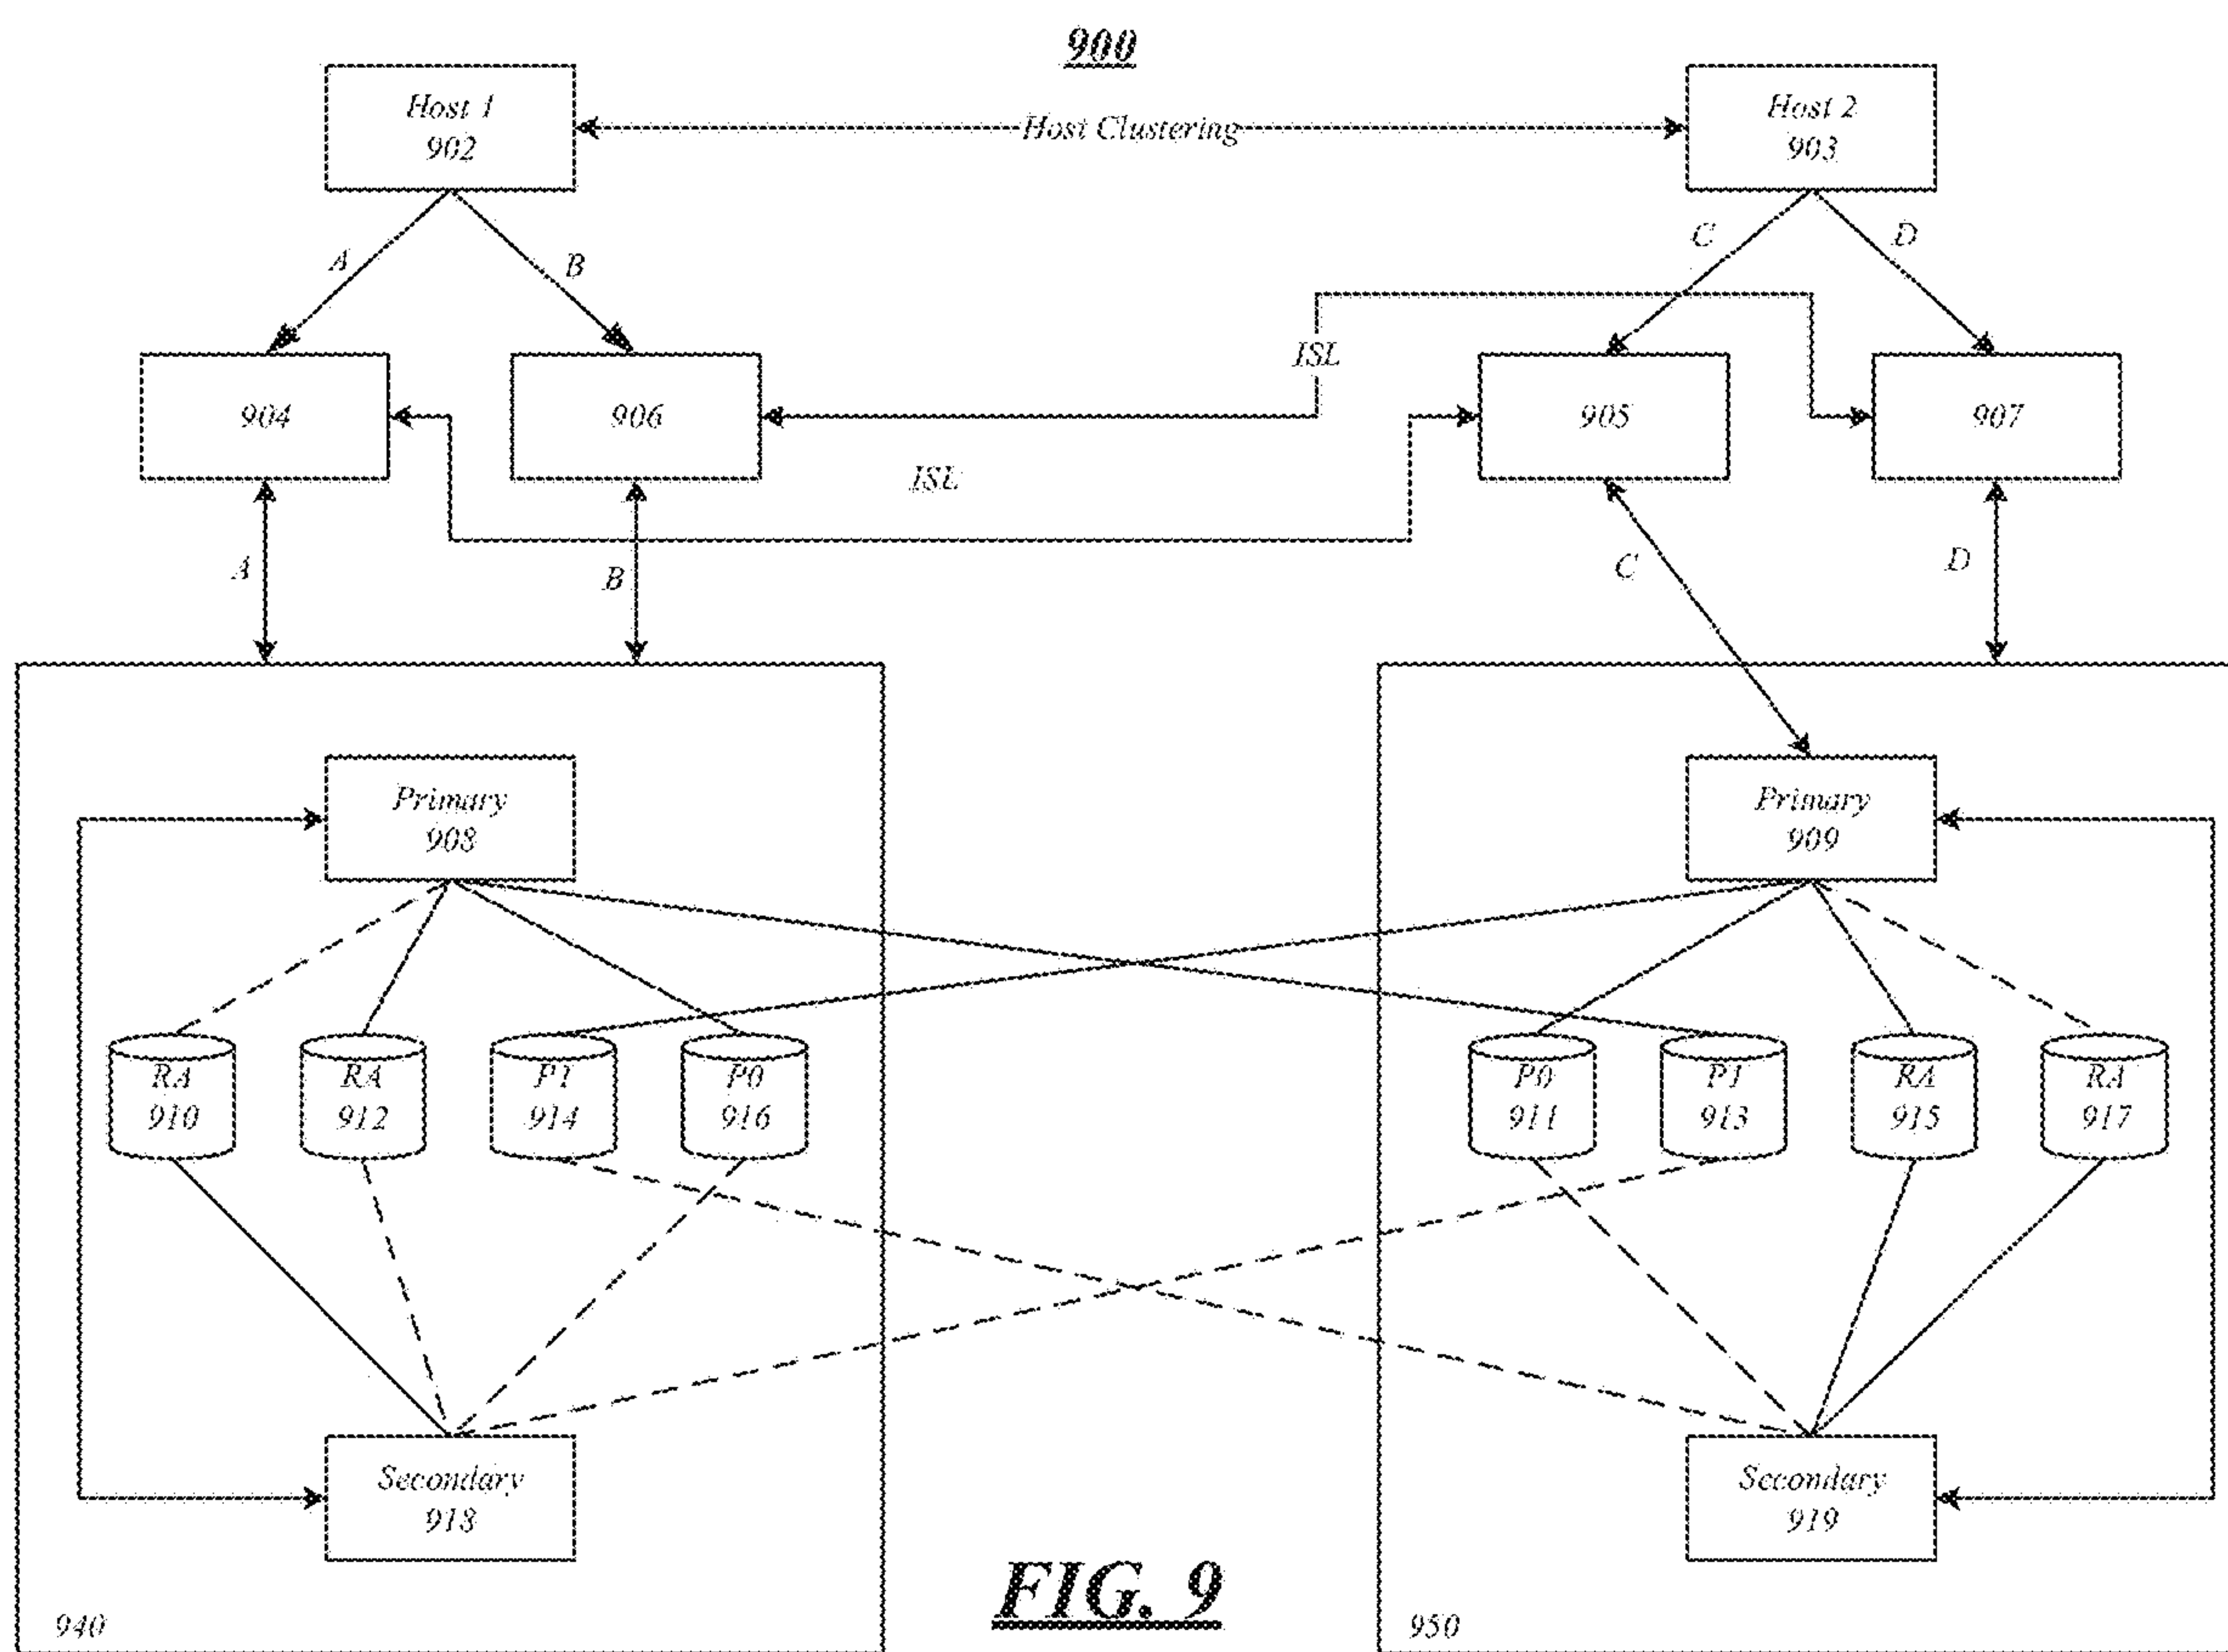 900
Host 1
902
Host Clustering
Host 2
903
A
B
C
D
ISL
904
906
905
907
ISL
A
B
C
D
Primary
908
Primary
909
RA
910
RA
912
P1
914
P0
916
P0
911
P1
913
RA
915
RA
917
Secondary
918
Secondary
919
940
FIG. 9
950